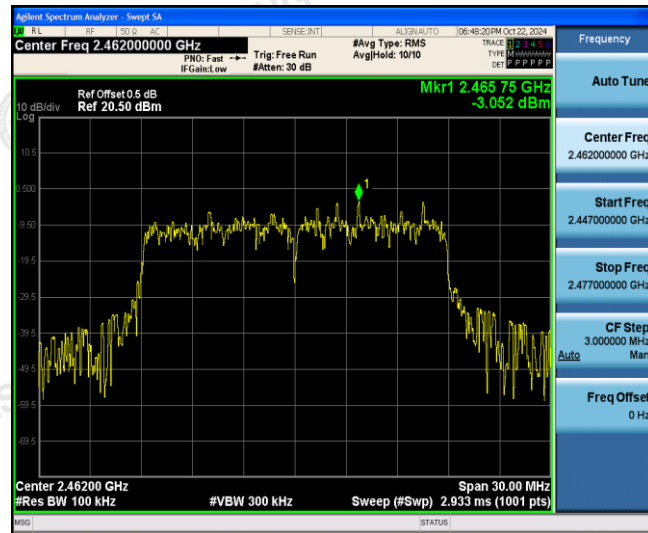 Agilent Spectrum Analyzer - Swept SA
RL RF 50 Ω AC SENSE:INT ALIGNAUTO 06:48:20 PM Oct 22, 2024
Center Freq 2.462000000 GHz
PNO: Fast
IFGain:Low
Trig: Free Run
#Atten: 30 dB
#Avg Type: RMS
Avg|Hold: 10/10
TRACE 1 2 3 4 5 6
TYPE M
DET P P P P P P
Ref Offset 0.5 dB
Ref 20.50 dBm
10 dB/div
Log
Mkr1 2.465 75 GHz
-3.052 dBm
10.5
0.500
-9.50
-19.5
-29.5
-39.5
-49.5
-59.5
-69.5
1
Center 2.46200 GHz
Span 30.00 MHz
#Res BW 100 kHz
#VBW 300 kHz
Sweep (#Swp) 2.933 ms (1001 pts)
MSG
STATUS
Frequency
Auto Tune
Center Freq
2.462000000 GHz
Start Freq
2.447000000 GHz
Stop Freq
2.477000000 GHz
CF Step
3.000000 MHz
Auto Man
Freq Offset
0 Hz